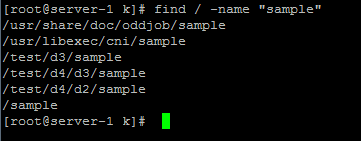 [root@server-1 k]# find / -name "sample"
/usr/share/doc/oddjob/sample
/usr/libexec/cni/sample
/test/d3/sample
/test/d4/d3/sample
/test/d4/d2/sample
/sample
[root@server-1 k]#